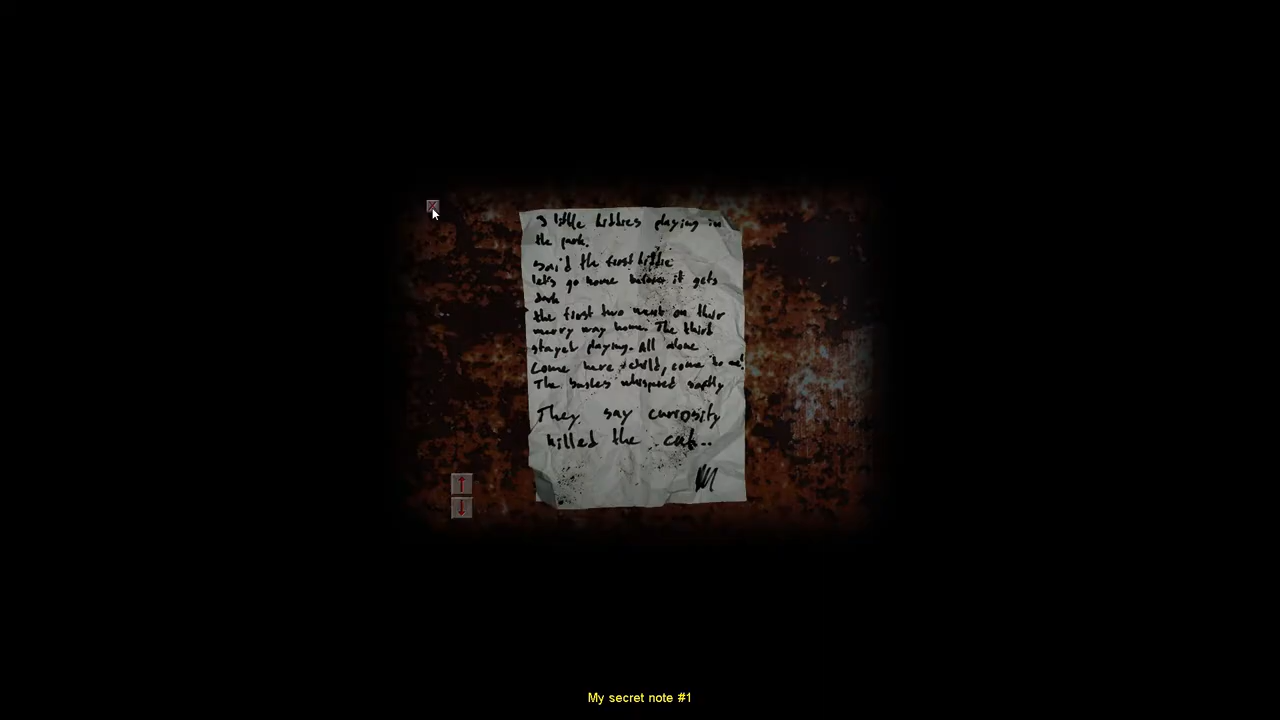 3 little kiddies playing in
the park.
said the first kiddie
let's go home before it gets
dark
the first two went on their
merry way home. The third
stayed playing. All alone
Come here child, come to me!
The bushes whispered softly
They say curiosity
killed the cat..
My secret note #1